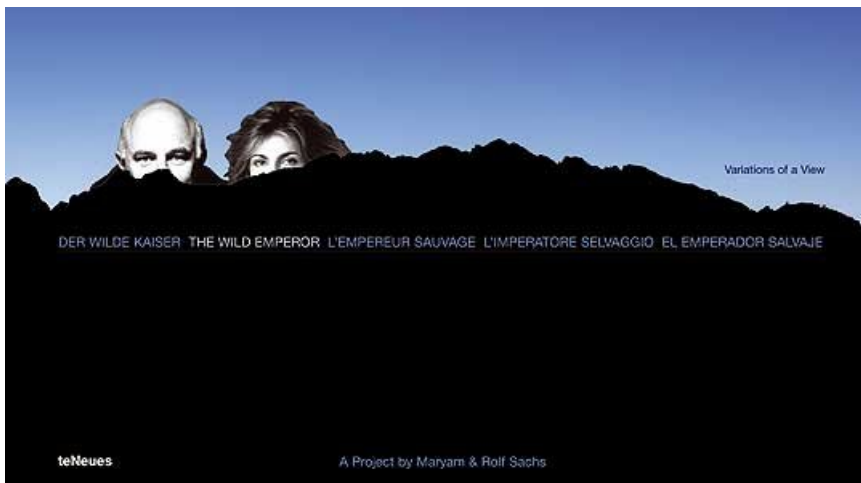 Variations of a View
DER WILDE KAISER THE WILD EMPEROR L'EMPEREUR SAUVAGE L'IMPERATORE SELVAGGIO EL EMPERADOR SALVAJE
teNeues
A Project by Maryam & Rolf Sachs